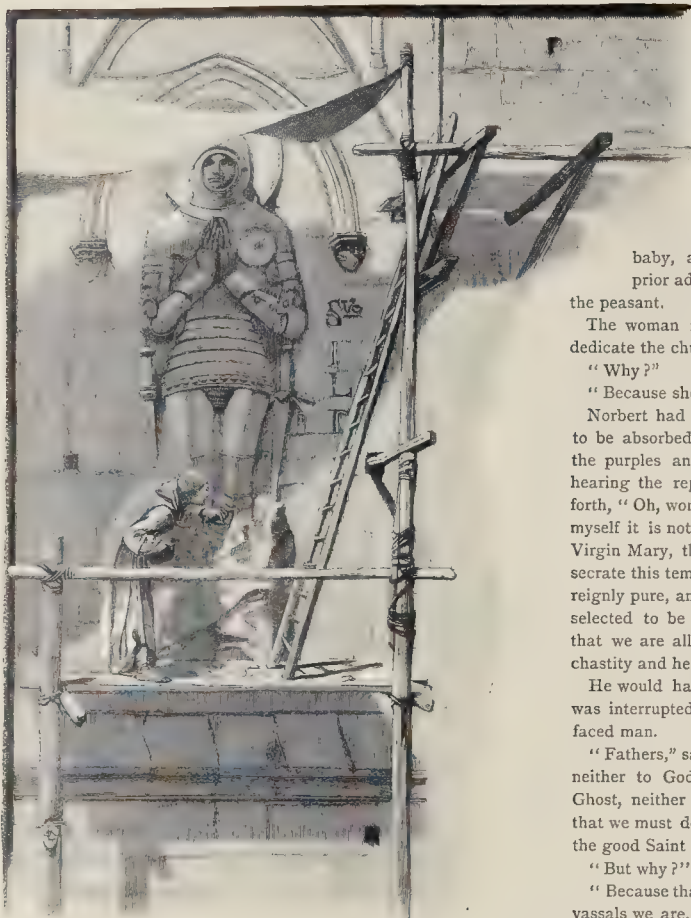 baby, a
prior ad
the peasant.
The woman
dedicate the ch
“ Why ?”
“ Because sh
Norbert had
to be absorbed
the purples an
hearing the rep
forth, “ Oh, wor
myself it is not
Virgin Mary, th
secrate this tem
reignly pure, ar
selected to be
that we are all
chastity and he
He would ha
was interrupted
faced man.
“ Fathers,” sa
neither to God
Ghost, neither
that we must d
the good Saint
“ But why ?”
“ Because tha
vassals we are.